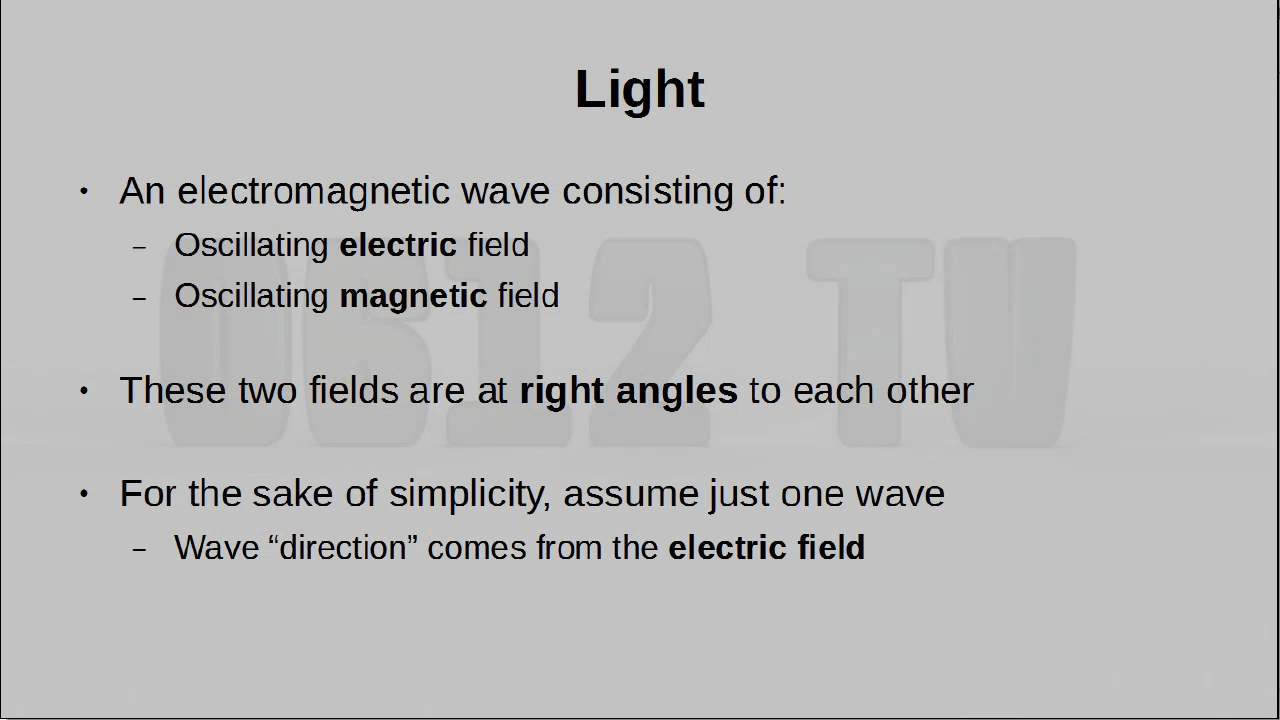 Light
• An electromagnetic wave consisting of:
– Oscillating electric field
– Oscillating magnetic field
• These two fields are at right angles to each other
• For the sake of simplicity, assume just one wave
– Wave “direction” comes from the electric field
0612 TV